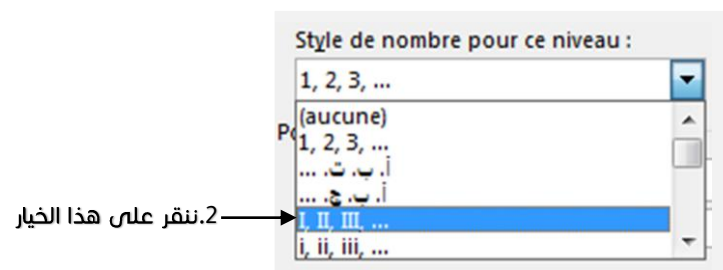 Style de nombre pour ce niveau :
1, 2, 3, ...
(aucune)
1, 2, 3, ...
أ. ب. ت. ...
أ. ب. ج. ...
I, II, III, ...
2.ننقر على هذا الخيار
i, ii, iii, ...